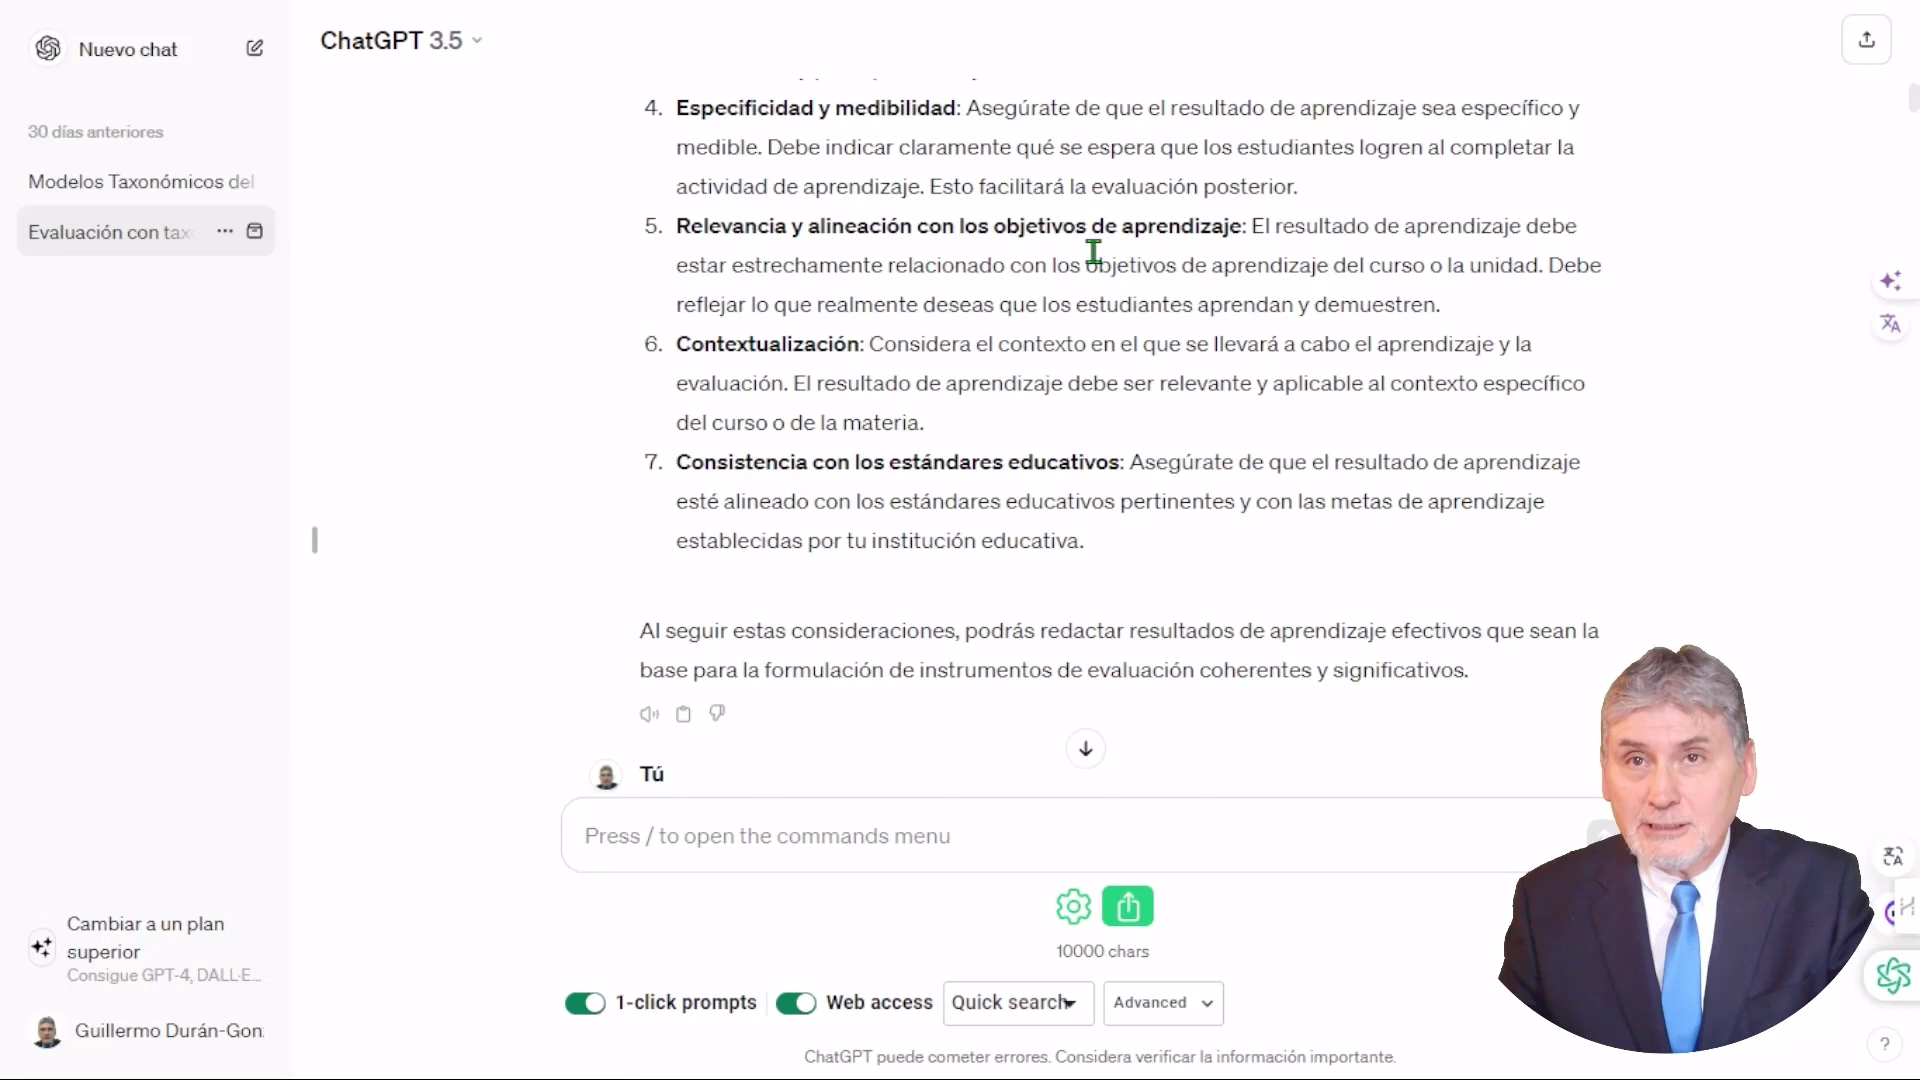 Nuevo chat
30 días anteriores
Modelos Taxonómicos del
Evaluación con tax
Cambiar a un plan
superior
Consigue GPT-4, DALL·E...
Guillermo Durán-Gon
ChatGPT 3.5
4. Especificidad y medibilidad: Asegúrate de que el resultado de aprendizaje sea específico y
medible. Debe indicar claramente qué se espera que los estudiantes logren al completar la
actividad de aprendizaje. Esto facilitará la evaluación posterior.
5. Relevancia y alineación con los objetivos de aprendizaje: El resultado de aprendizaje debe
estar estrechamente relacionado con los objetivos de aprendizaje del curso o la unidad. Debe
reflejar lo que realmente deseas que los estudiantes aprendan y demuestren.
6. Contextualización: Considera el contexto en el que se llevará a cabo el aprendizaje y la
evaluación. El resultado de aprendizaje debe ser relevante y aplicable al contexto específico
del curso o de la materia.
7. Consistencia con los estándares educativos: Asegúrate de que el resultado de aprendizaje
esté alineado con los estándares educativos pertinentes y con las metas de aprendizaje
establecidas por tu institución educativa.
Al seguir estas consideraciones, podrás redactar resultados de aprendizaje efectivos que sean la
base para la formulación de instrumentos de evaluación coherentes y significativos.
Tú
Press / to open the commands menu
10000 chars
1-click prompts
Web access
Quick search
Advanced
ChatGPT puede cometer errores. Considera verificar la información importante.
?